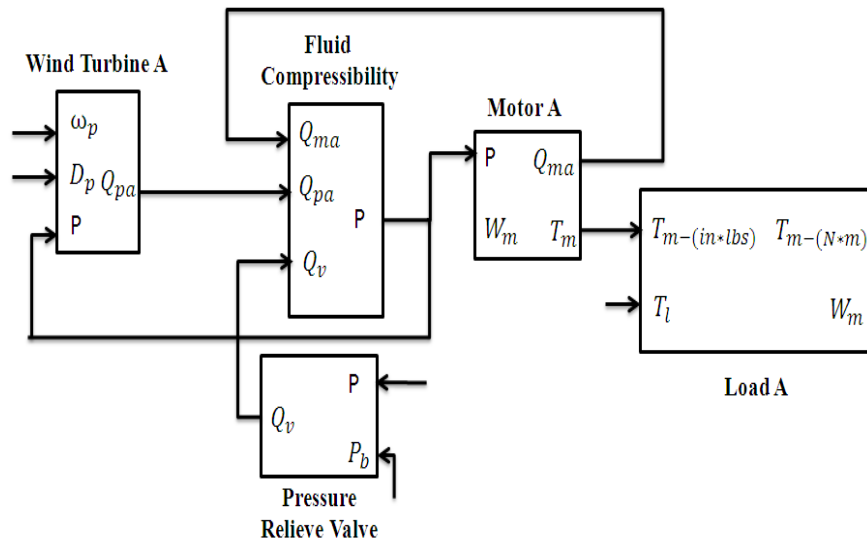 Wind Turbine A
ω_p
D_p Q_pa
P
Fluid
Compressibility
Q_ma
Q_pa
P
Q_v
Motor A
P Q_ma
W_m T_m
T_m−(in*lbs) T_m−(N*m)
T_l W_m
Load A
P
Q_v
P_b
Pressure
Relieve Valve